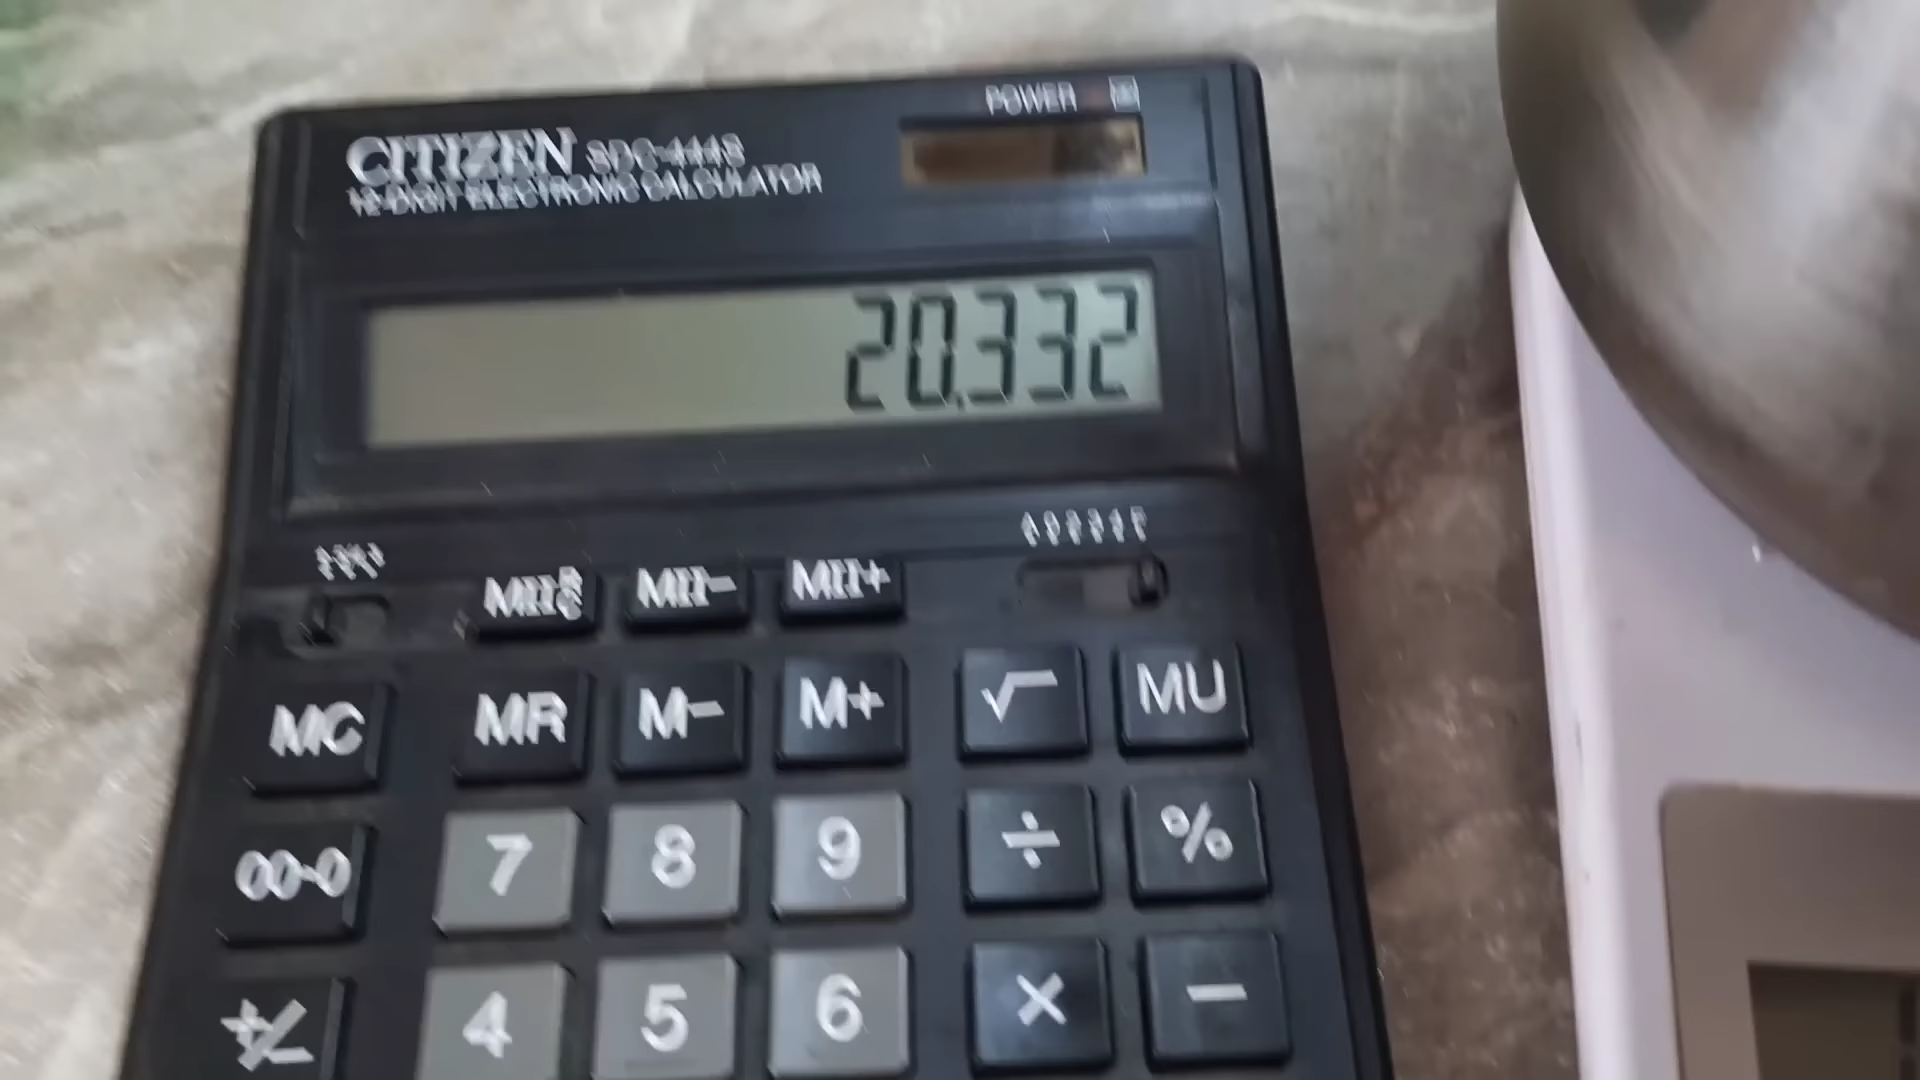 POWER
CITIZEN SDC-444S
12-DIGIT ELECTRONIC CALCULATOR
20.332
MII- MII+
MC MR M- M+ √ MU
00→0 7 8 9 ÷ %
+/- 4 5 6 × −